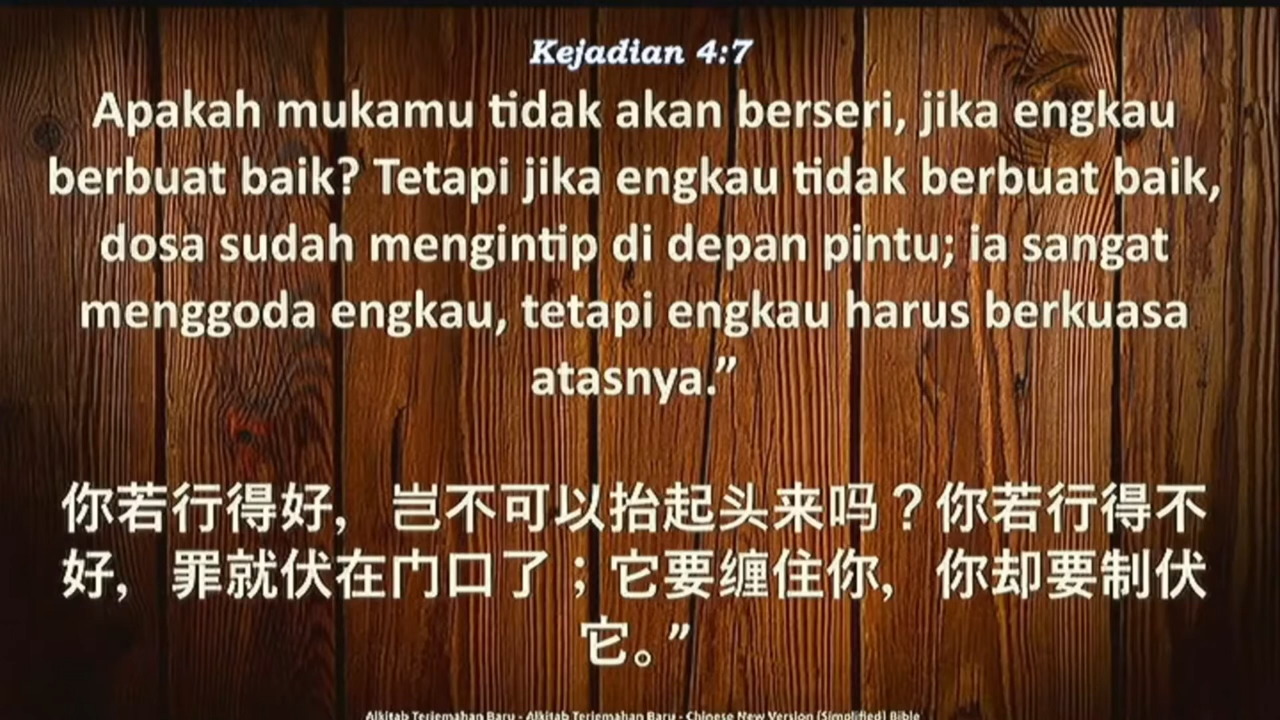 Kejadian 4:7
Apakah mukamu tidak akan berseri, jika engkau
berbuat baik? Tetapi jika engkau tidak berbuat baik,
dosa sudah mengintip di depan pintu; ia sangat
menggoda engkau, tetapi engkau harus berkuasa
atasnya.”
你若行得好，岂不可以抬起头来吗？你若行得不
好，罪就伏在门口了；它要缠住你，你却要制伏
它。”
Alkitab Terjemahan Baru - Alkitab Terjemahan Baru - Chinese New Version (Simplified) Bible